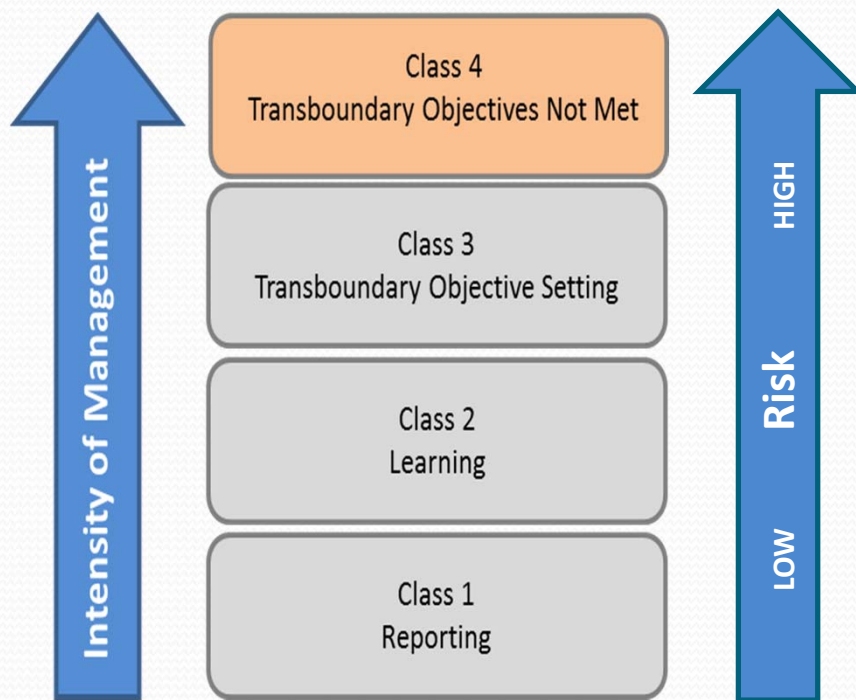 Intensity of Management
Class 4
Transboundary Objectives Not Met
Class 3
Transboundary Objective Setting
Class 2
Learning
Class 1
Reporting
HIGH
Risk
LOW